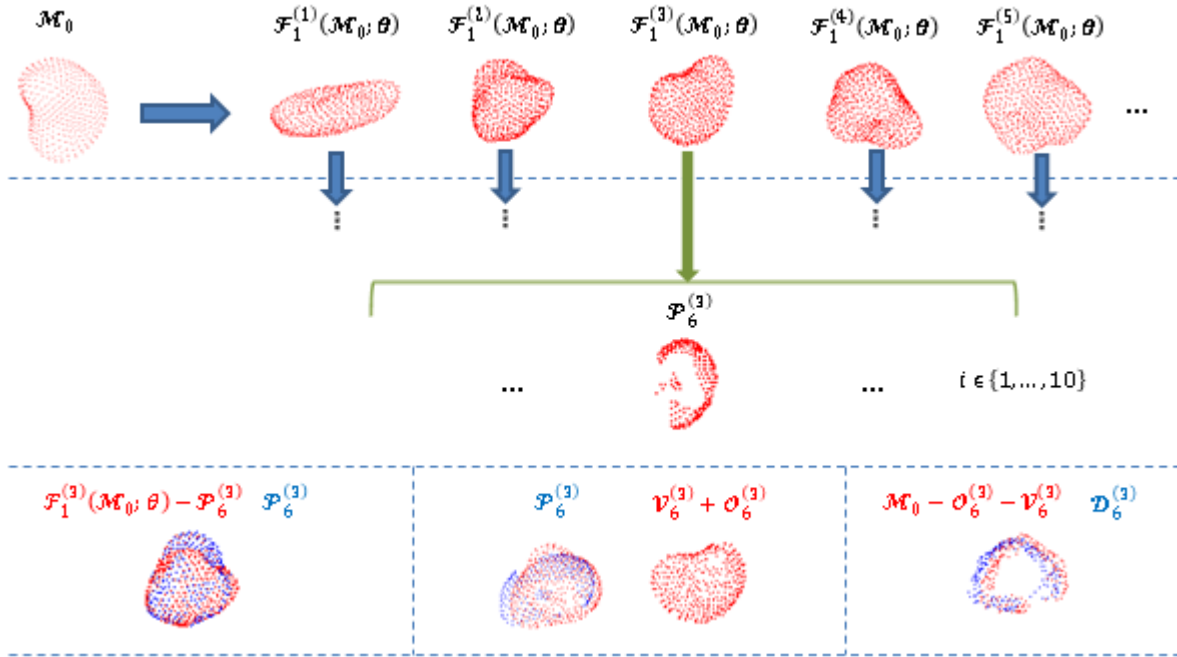 𝓜₀ 𝓕₁⁽¹⁾(𝓜₀; θ) 𝓕₁⁽²⁾(𝓜₀; θ) 𝓕₁⁽³⁾(𝓜₀; θ) 𝓕₁⁽⁴⁾(𝓜₀; θ) 𝓕₁⁽⁵⁾(𝓜₀; θ)
...
⋮ ⋮ ⋮ ⋮
𝓟₆⁽³⁾
... ... i ∈ {1, ... , 10}
𝓕₁⁽³⁾(𝓜₀; θ) − 𝓟₆⁽³⁾ 𝓟₆⁽³⁾ 𝓟₆⁽³⁾ 𝓥₆⁽³⁾ + 𝓞₆⁽³⁾ 𝓜₀ − 𝓞₆⁽³⁾ − 𝓥₆⁽³⁾ 𝓓₆⁽³⁾